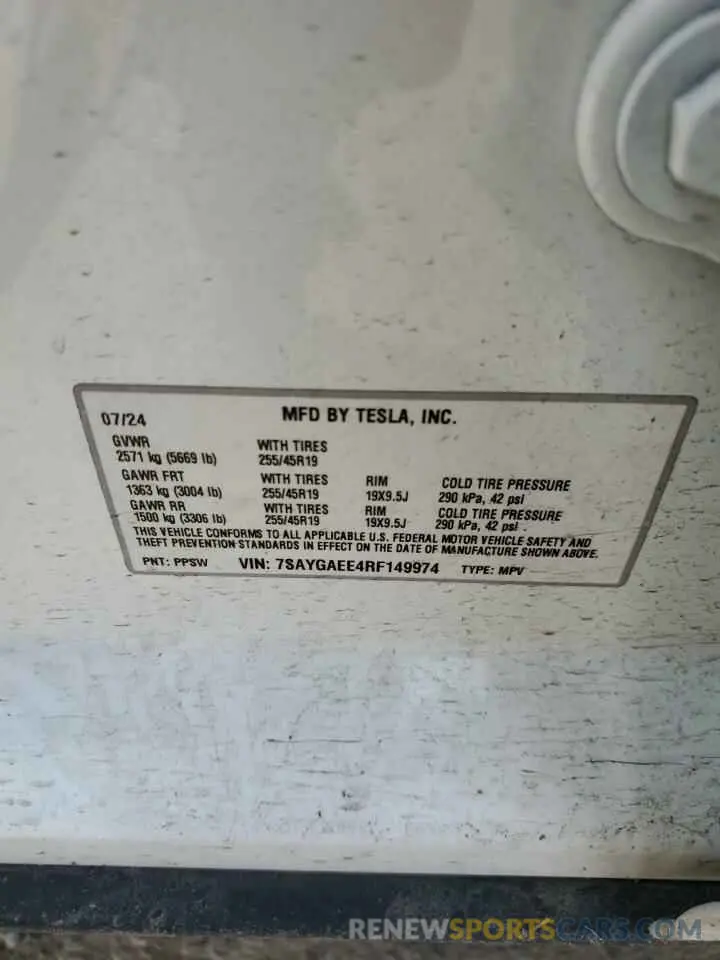 07/24 MFD BY TESLA, INC.
GVWR
2571 kg (5669 lb) WITH TIRES 255/45R19
GAWR FRT WITH TIRES RIM COLD TIRE PRESSURE
1363 kg (3004 lb) 255/45R19 19X9.5J 290 kPa, 42 psi
GAWR RR WITH TIRES RIM COLD TIRE PRESSURE
1500 kg (3306 lb) 255/45R19 19X9.5J 290 kPa, 42 psi
THIS VEHICLE CONFORMS TO ALL APPLICABLE U.S. FEDERAL MOTOR VEHICLE SAFETY AND
THEFT PREVENTION STANDARDS IN EFFECT ON THE DATE OF MANUFACTURE SHOWN ABOVE.
PNT: PPSW VIN: 7SAYGAEE4RF149974 TYPE: MPV
RENEWSPORTSCARS.COM